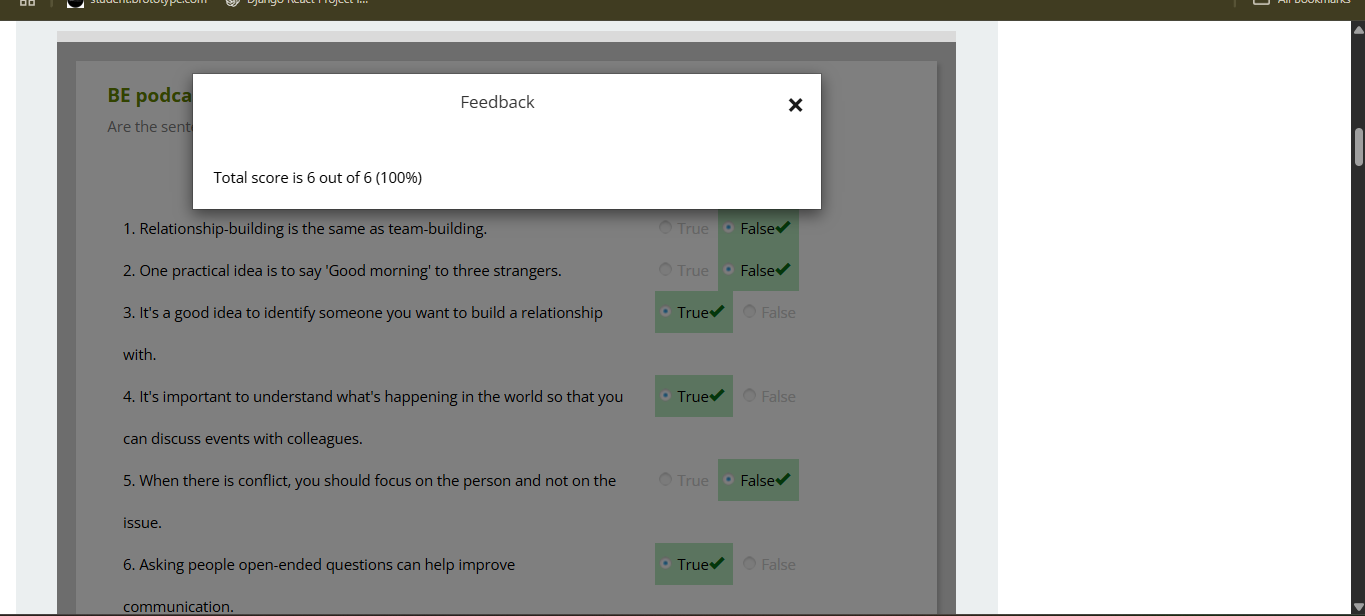 student.brototype.com
Django React Project I...
All Bookmarks
Feedback
BE podca
Are the sent
Total score is 6 out of 6 (100%)
1. Relationship-building is the same as team-building. True False
2. One practical idea is to say 'Good morning' to three strangers. True False
3. It's a good idea to identify someone you want to build a relationship True False
with.
4. It's important to understand what's happening in the world so that you True False
can discuss events with colleagues.
5. When there is conflict, you should focus on the person and not on the True False
issue.
6. Asking people open-ended questions can help improve True False
communication.